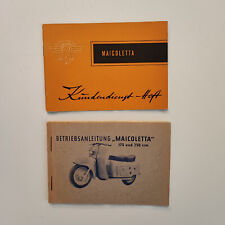 MAICOLETTA
Kundendienst-Heft
BETRIEBSANLEITUNG „MAICOLETTA"
175 und 250 ccm